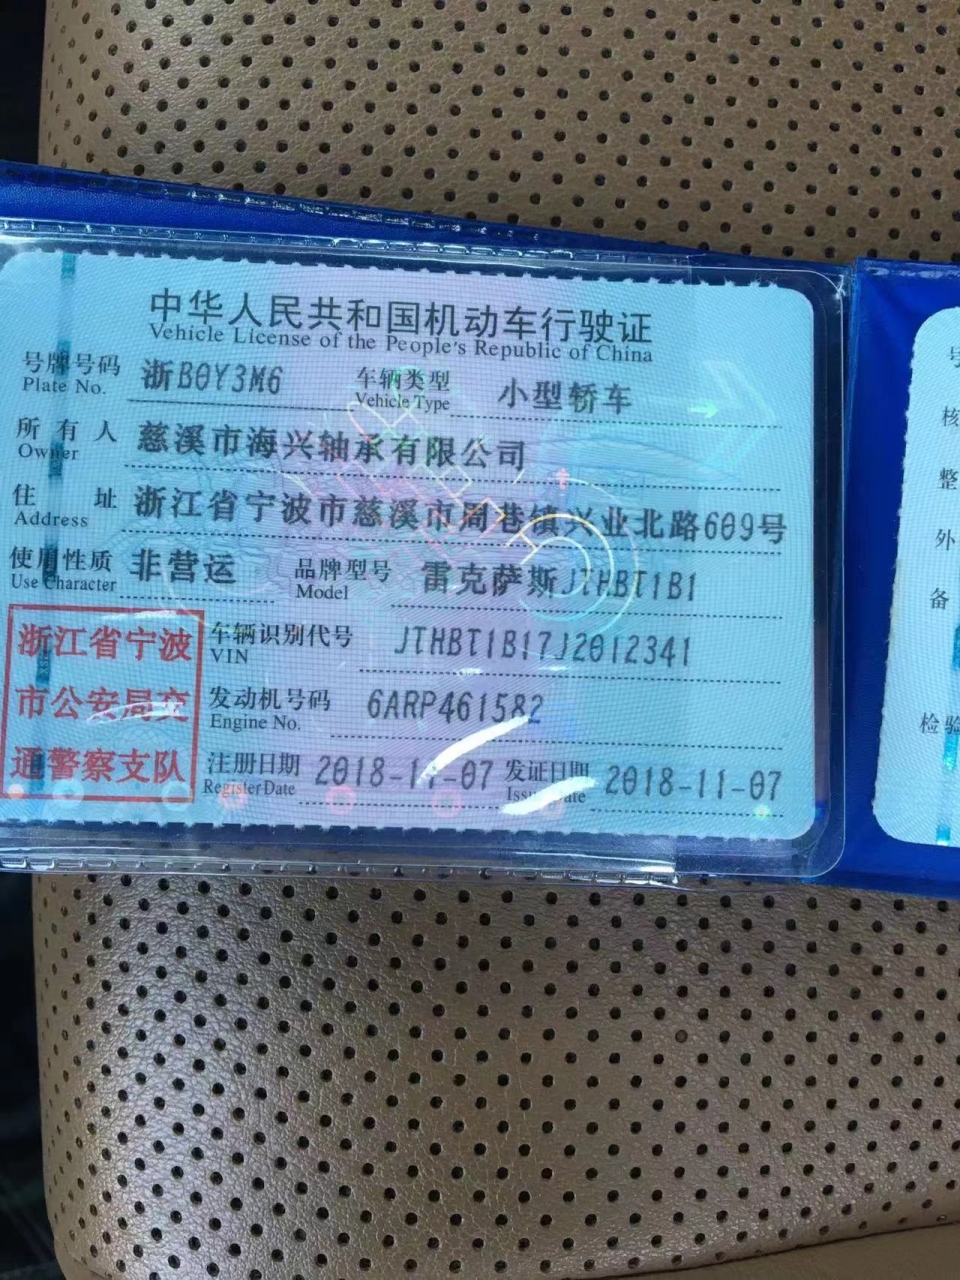 中华人民共和国机动车行驶证
Vehicle License of the People's Republic of China
号牌号码 浙B0Y3M6 车辆类型 小型轿车
Plate No. Vehicle Type
所有人 慈溪市海兴轴承有限公司
Owner
住址 浙江省宁波市慈溪市周巷镇兴业北路609号
Address
使用性质 非营运 品牌型号 雷克萨斯JTHBT1B1
Use Character Model
浙江省宁波
市公安局交
通警察支队
车辆识别代号 JTHBT1B17J2012341
VIN
发动机号码 6ARP461582
Engine No.
注册日期 2018-11-07 发证日期 2018-11-07
Register Date Issue Date
号
核
整
外
备
检验